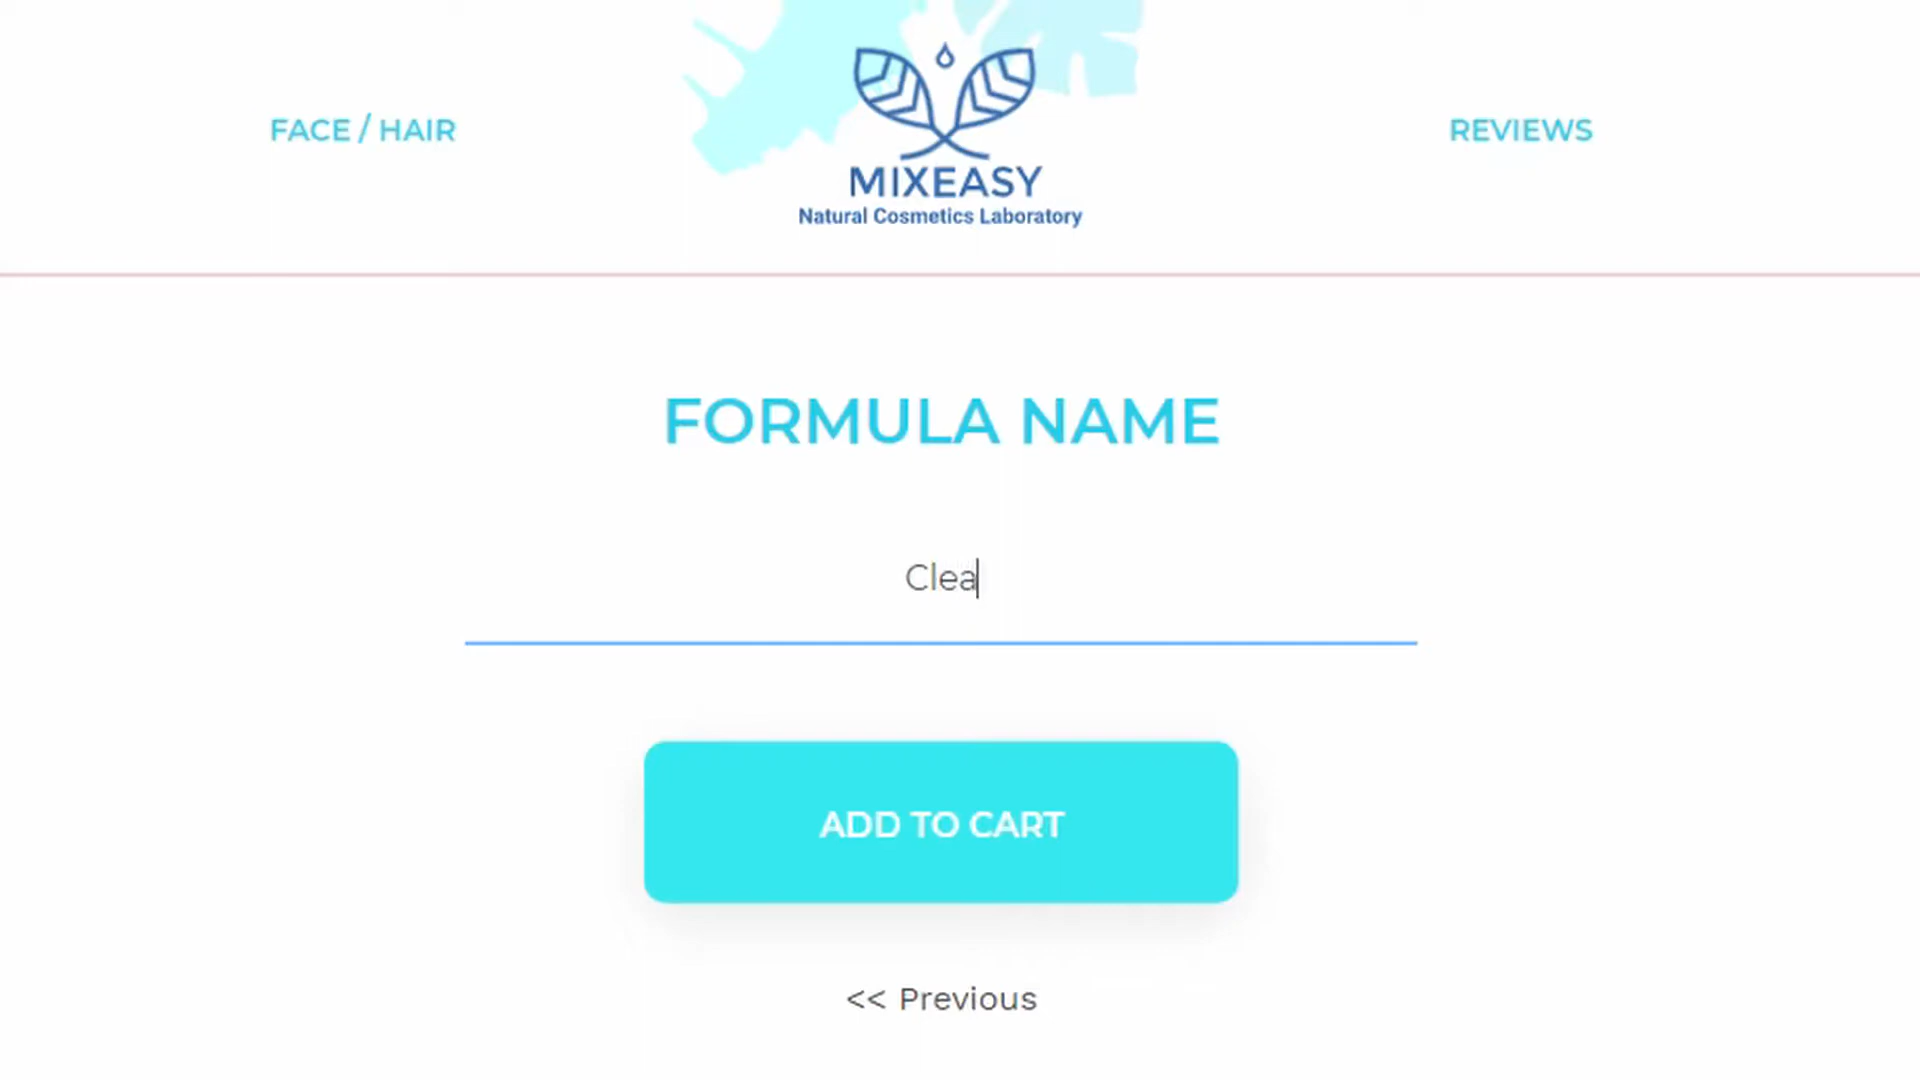 FACE / HAIR
MIXEASY
Natural Cosmetics Laboratory
REVIEWS
FORMULA NAME
Clea
ADD TO CART
<< Previous